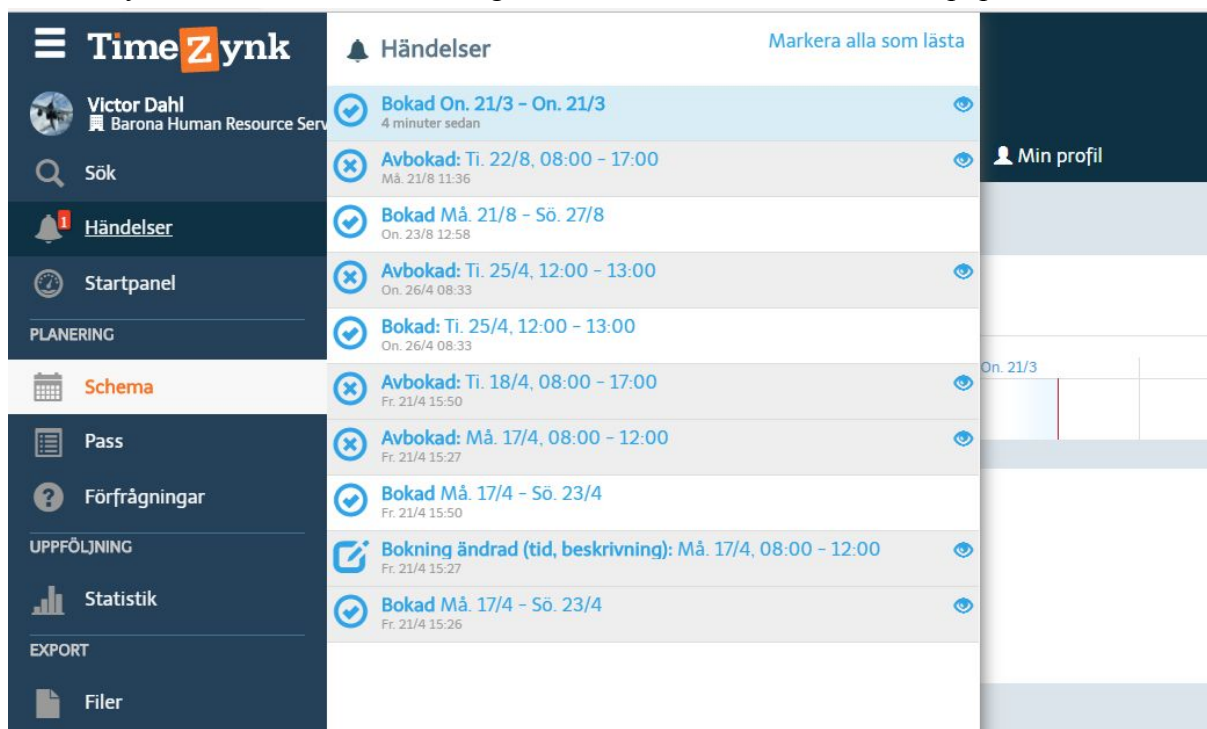 TimeZynk
Victor Dahl
Barona Human Resource Serv
Sök
1
Händelser
Startpanel
PLANERING
Schema
Pass
Förfrågningar
UPPFÖLJNING
Statistik
EXPORT
Filer
Händelser
Markera alla som lästa
Bokad On. 21/3 – On. 21/3
4 minuter sedan
Avbokad: Ti. 22/8, 08:00 – 17:00
Må. 21/8 11:36
Bokad Må. 21/8 – Sö. 27/8
On. 23/8 12:58
Avbokad: Ti. 25/4, 12:00 – 13:00
On. 26/4 08:33
Bokad: Ti. 25/4, 12:00 – 13:00
On. 26/4 08:33
Avbokad: Ti. 18/4, 08:00 – 17:00
Fr. 21/4 15:50
Avbokad: Må. 17/4, 08:00 – 12:00
Fr. 21/4 15:27
Bokad Må. 17/4 – Sö. 23/4
Fr. 21/4 15:50
Bokning ändrad (tid, beskrivning): Må. 17/4, 08:00 – 12:00
Fr. 21/4 15:27
Bokad Må. 17/4 – Sö. 23/4
Fr. 21/4 15:26
Min profil
On. 21/3